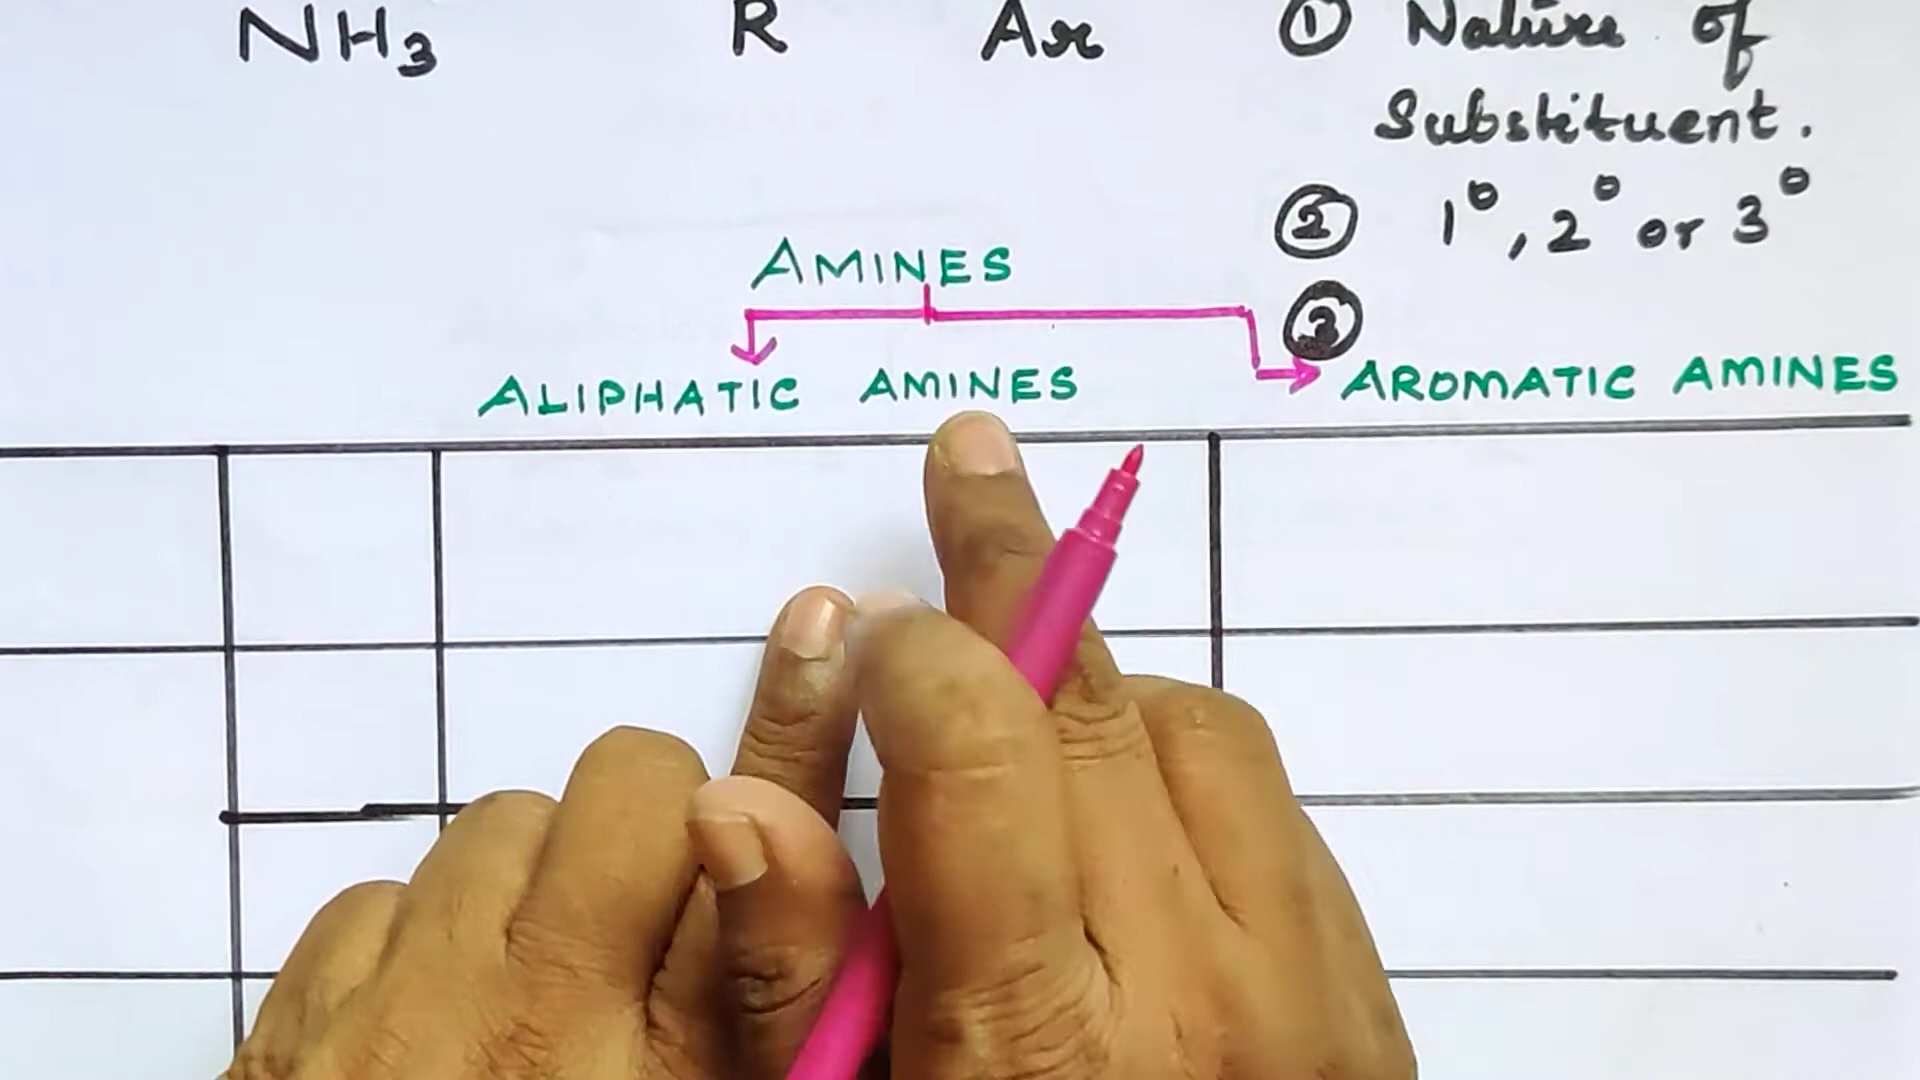 NH₃ R Ar
① Nature of
Substituent.
② 1°, 2° or 3°
③
AMINES
ALIPHATIC AMINES
AROMATIC AMINES